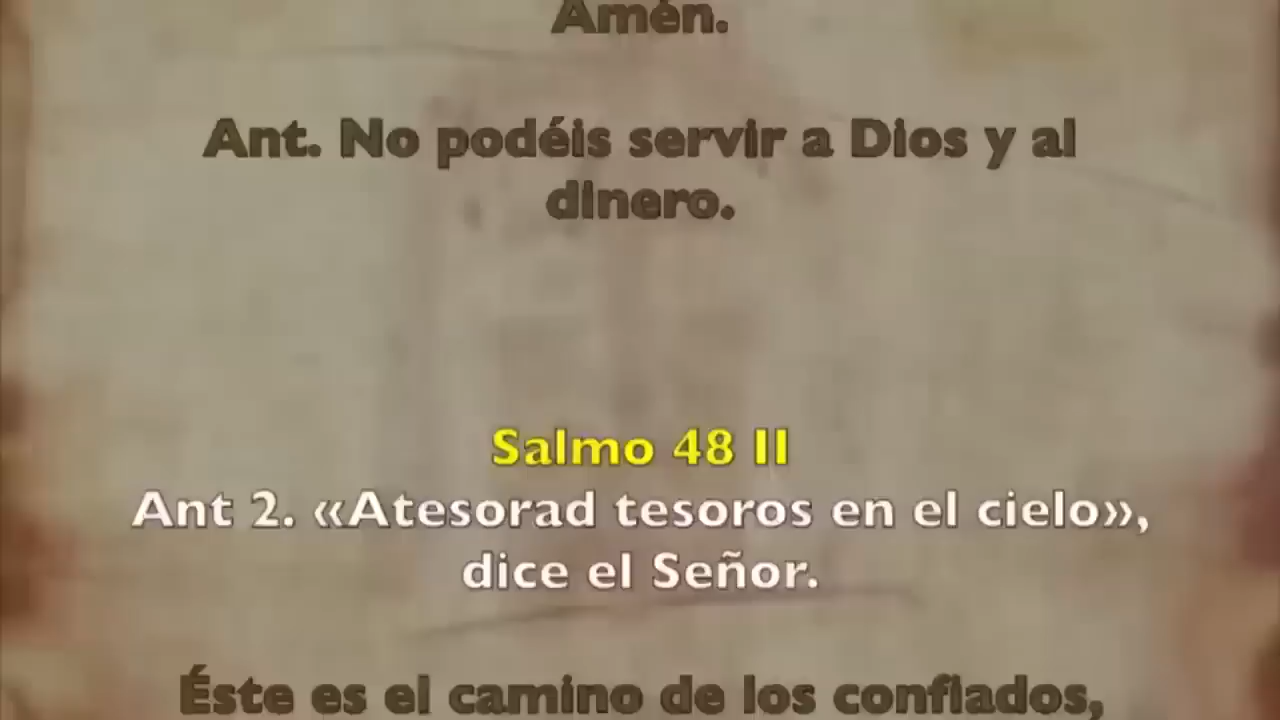 Amén.
Ant. No podéis servir a Dios y al
dinero.
Salmo 48 II
Ant 2. «Atesorad tesoros en el cielo»,
dice el Señor.
Éste es el camino de los confiados,